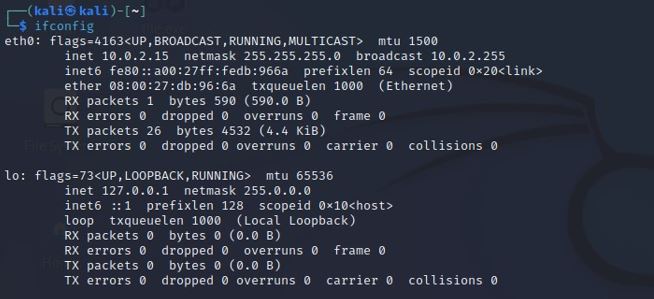 ┌──(kali㉿kali)-[~]
└─$ ifconfig
eth0: flags=4163<UP,BROADCAST,RUNNING,MULTICAST>  mtu 1500
        inet 10.0.2.15  netmask 255.255.255.0  broadcast 10.0.2.255
        inet6 fe80::a00:27ff:fedb:966a  prefixlen 64  scopeid 0×20<link>
        ether 08:00:27:db:96:6a  txqueuelen 1000  (Ethernet)
        RX packets 1  bytes 590 (590.0 B)
        RX errors 0  dropped 0  overruns 0  frame 0
        TX packets 26  bytes 4532 (4.4 KiB)
        TX errors 0  dropped 0 overruns 0  carrier 0  collisions 0

lo: flags=73<UP,LOOPBACK,RUNNING>  mtu 65536
        inet 127.0.0.1  netmask 255.0.0.0
        inet6 ::1  prefixlen 128  scopeid 0×10<host>
        loop  txqueuelen 1000  (Local Loopback)
        RX packets 0  bytes 0 (0.0 B)
        RX errors 0  dropped 0  overruns 0  frame 0
        TX packets 0  bytes 0 (0.0 B)
        TX errors 0  dropped 0 overruns 0  carrier 0  collisions 0